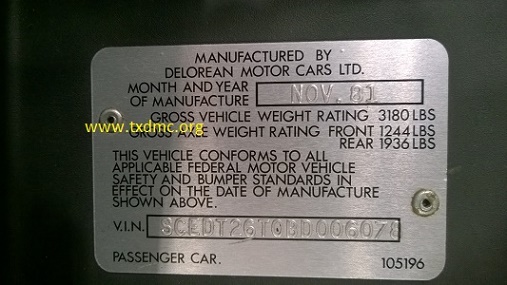 MANUFACTURED BY
DELOREAN MOTOR CARS LTD.
MONTH AND YEAR
OF MANUFACTURE NOV. 81
GROSS VEHICLE WEIGHT RATING 3180 LBS
www.txdmc.org
GROSS AXLE WEIGHT RATING FRONT 1244 LBS
REAR 1936 LBS
THIS VEHICLE CONFORMS TO ALL
APPLICABLE FEDERAL MOTOR VEHICLE
SAFETY AND BUMPER STANDARDS IN
EFFECT ON THE DATE OF MANUFACTURE
SHOWN ABOVE.
V.I.N. SCEDT26T0BD006078
PASSENGER CAR. 105196